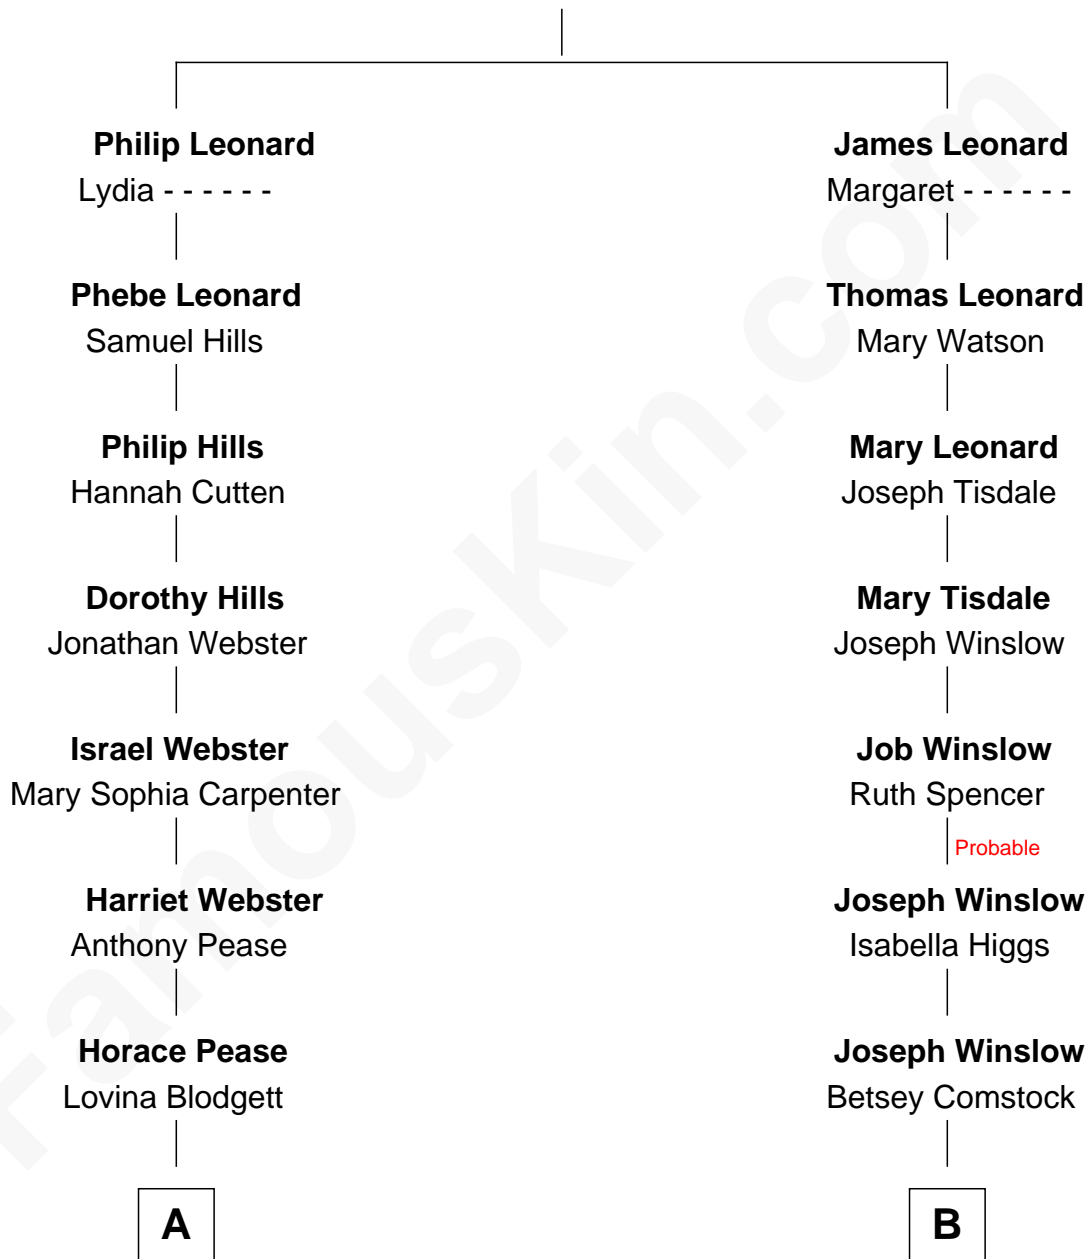 Philip Leonard
Lydia - - - - - -
Phebe Leonard
Samuel Hills
Philip Hills
Hannah Cutten
Dorothy Hills
Jonathan Webster
Israel Webster
Mary Sophia Carpenter
Harriet Webster
Anthony Pease
Horace Pease
Lovina Blodgett
A
James Leonard
Margaret - - - - - -
Thomas Leonard
Mary Watson
Mary Leonard
Joseph Tisdale
Mary Tisdale
Joseph Winslow
Job Winslow
Ruth Spencer
Probable
Joseph Winslow
Isabella Higgs
Joseph Winslow
Betsey Comstock
B
FamousKin.com